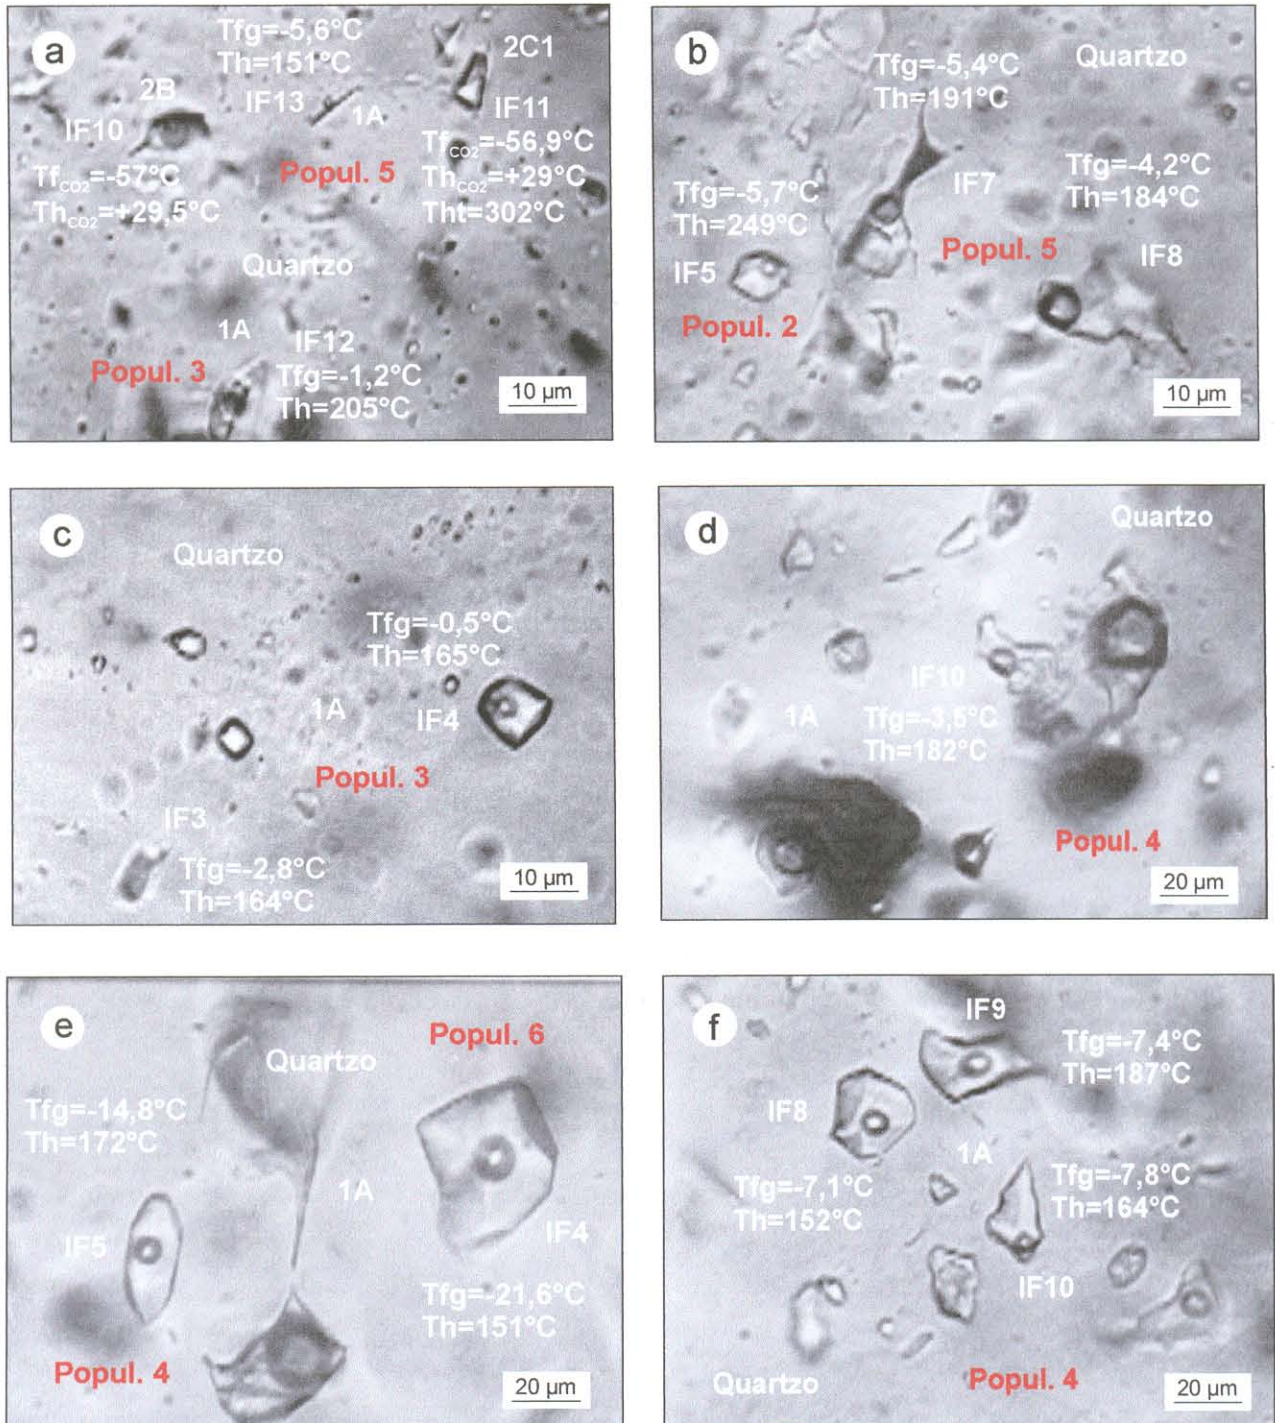 a
Tfg=-5,6°C
Th=151°C
2C1
2B
IF13
1A
IF11
IF10
TfCO2=-56,9°C
ThCO2=+29°C
Tht=302°C
TfCO2=-57°C
ThCO2=+29,5°C
Popul. 5
Quartzo
1A
IF12
Popul. 3
Tfg=-1,2°C
Th=205°C
10 µm
b
Quartzo
Tfg=-5,4°C
Th=191°C
IF7
Tfg=-4,2°C
Th=184°C
Tfg=-5,7°C
Th=249°C
IF5
Popul. 5
IF8
Popul. 2
10 µm
c
Quartzo
Tfg=-0,5°C
Th=165°C
1A
IF4
Popul. 3
IF3
Tfg=-2,8°C
Th=164°C
10 µm
d
Quartzo
IF10
1A
Tfg=-3,5°C
Th=182°C
Popul. 4
20 µm
e
Popul. 6
Quartzo
Tfg=-14,8°C
Th=172°C
1A
IF5
IF4
Tfg=-21,6°C
Th=151°C
Popul. 4
20 µm
f
IF9
Tfg=-7,4°C
Th=187°C
IF8
1A
Tfg=-7,1°C
Th=152°C
Tfg=-7,8°C
Th=164°C
IF10
Quartzo
Popul. 4
20 µm